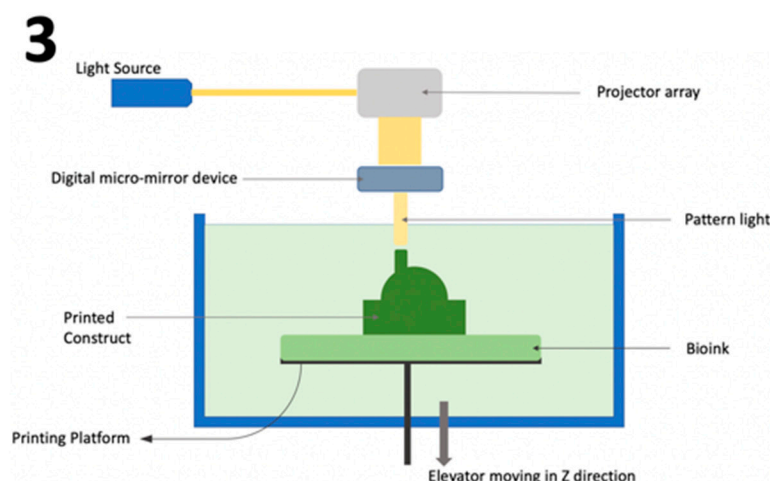 3
Light Source
Projector array
Digital micro-mirror device
Pattern light
Printed
Construct
Bioink
Printing Platform
Elevator moving in Z direction